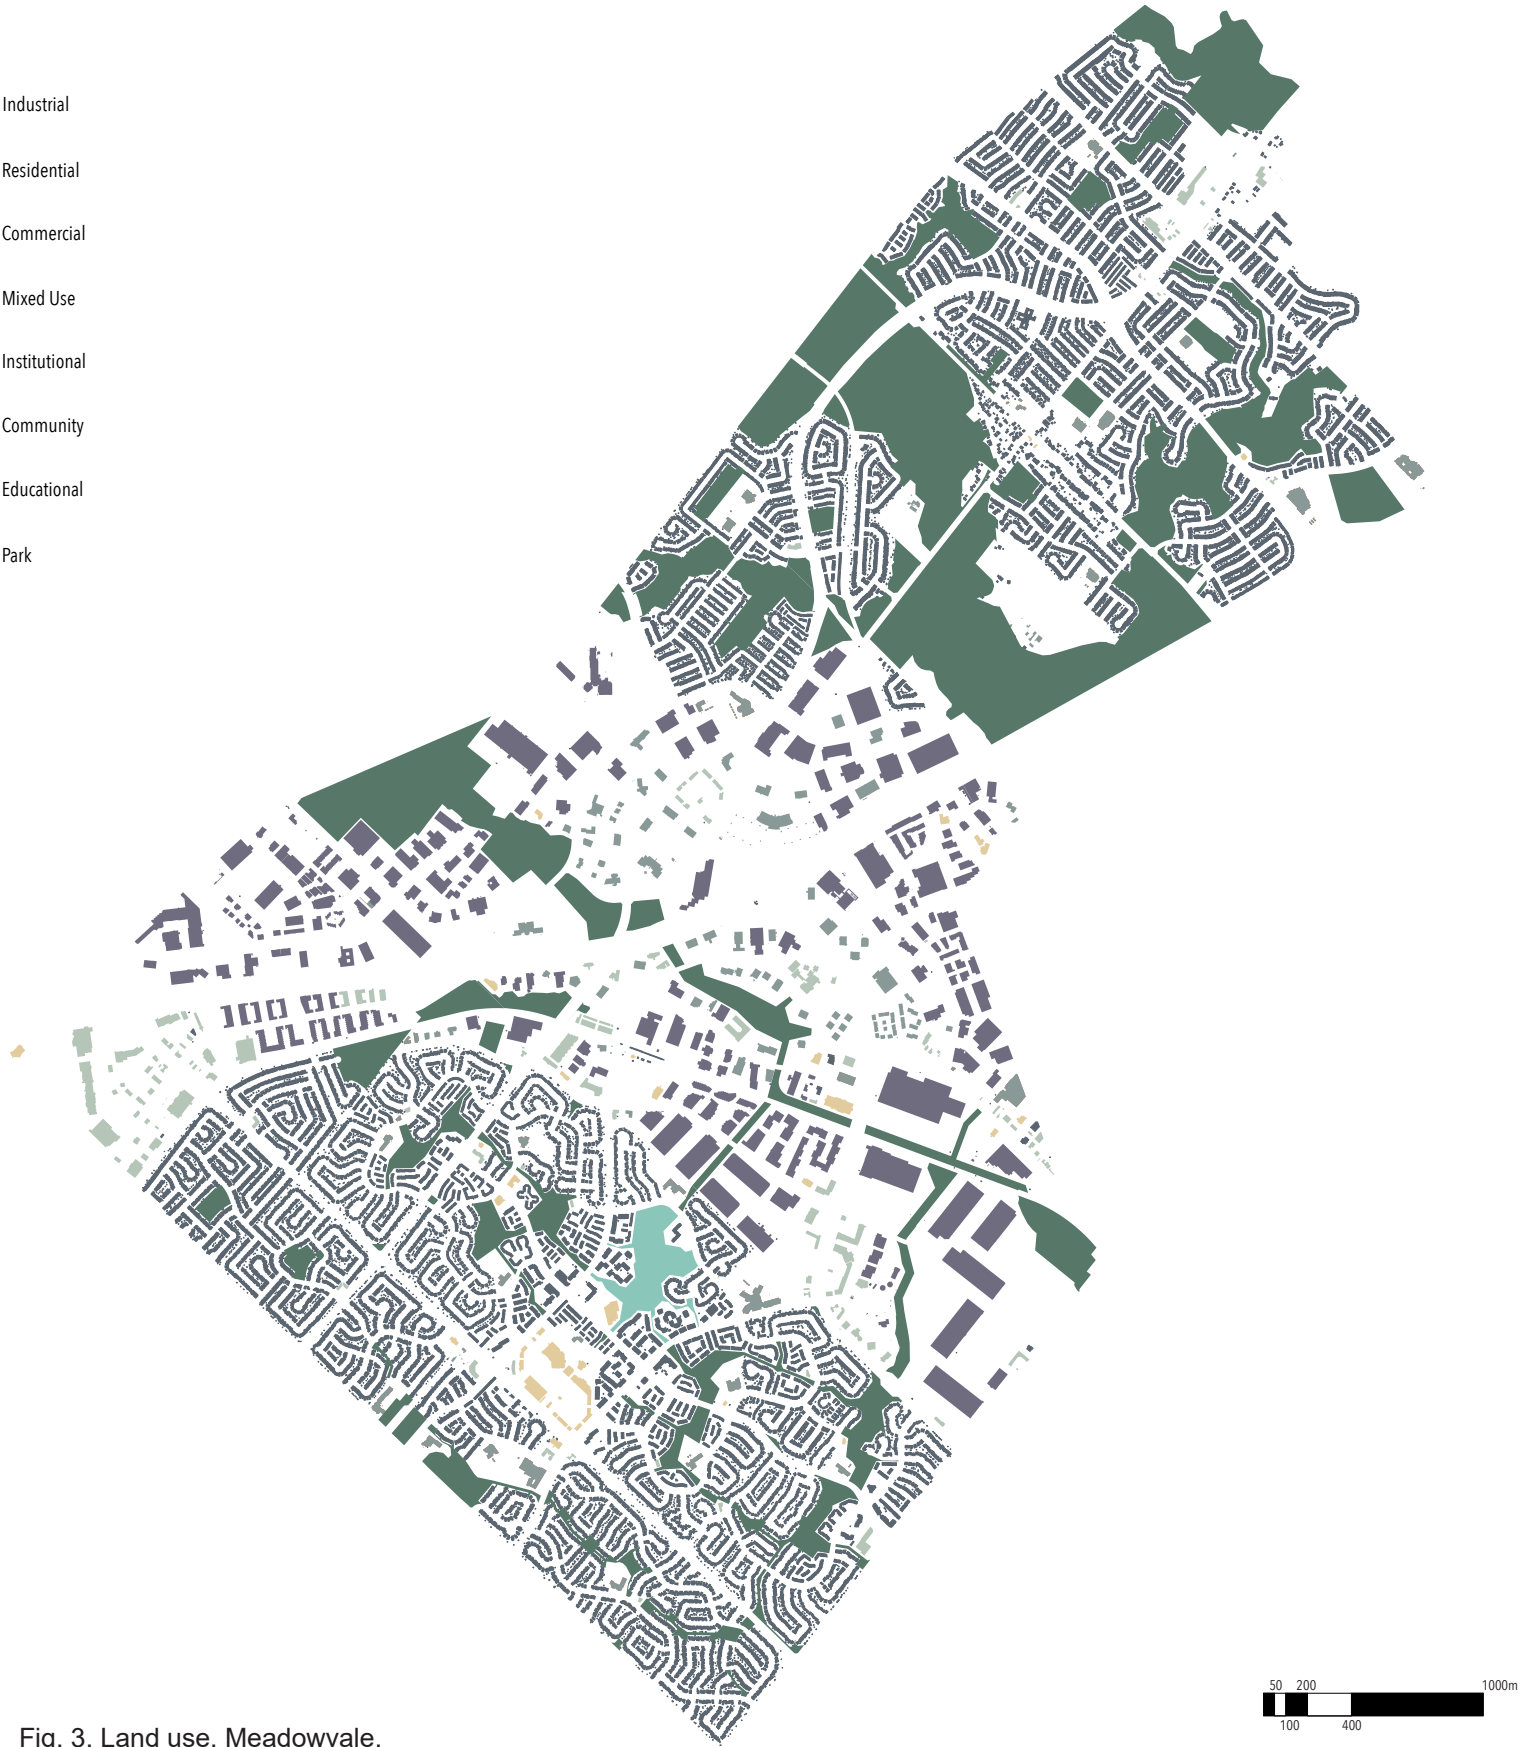 Industrial
Residential
Commercial
Mixed Use
Institutional
Community
Educational
Park
50 200 1000m
100 400
Fig. 3. Land use. Meadowvale.